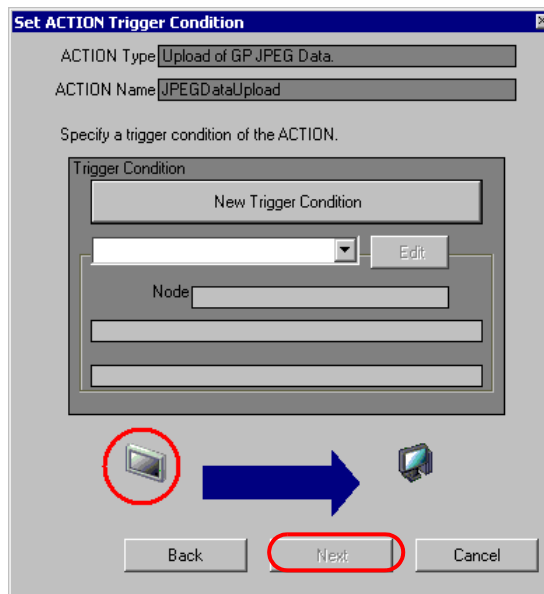 Set ACTION Trigger Condition
ACTION Type Upload of GP JPEG Data.
ACTION Name JPEGDataUpload
Specify a trigger condition of the ACTION.
Trigger Condition
New Trigger Condition
Edit
Node
Back Next Cancel